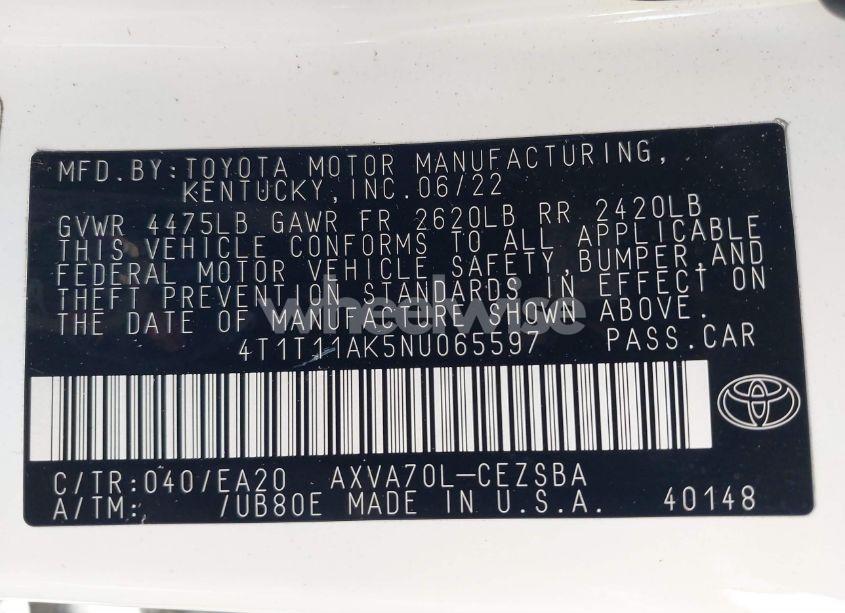 MFD. BY: TOYOTA MOTOR MANUFACTURING,
KENTUCKY, INC. 06/22
GVWR 4475LB GAWR FR 2620LB RR 2420LB
THIS VEHICLE CONFORMS TO ALL APPLICABLE
FEDERAL MOTOR VEHICLE SAFETY, BUMPER, AND
THEFT PREVENTION STANDARDS IN EFFECT ON
THE DATE OF MANUFACTURE SHOWN ABOVE.
wheelwise
4T1T11AK5NU065597 PASS. CAR
C/TR: 040/EA20 AXVA70L-CEZSBA
A/TM: /UB80E MADE IN U.S.A. 40148